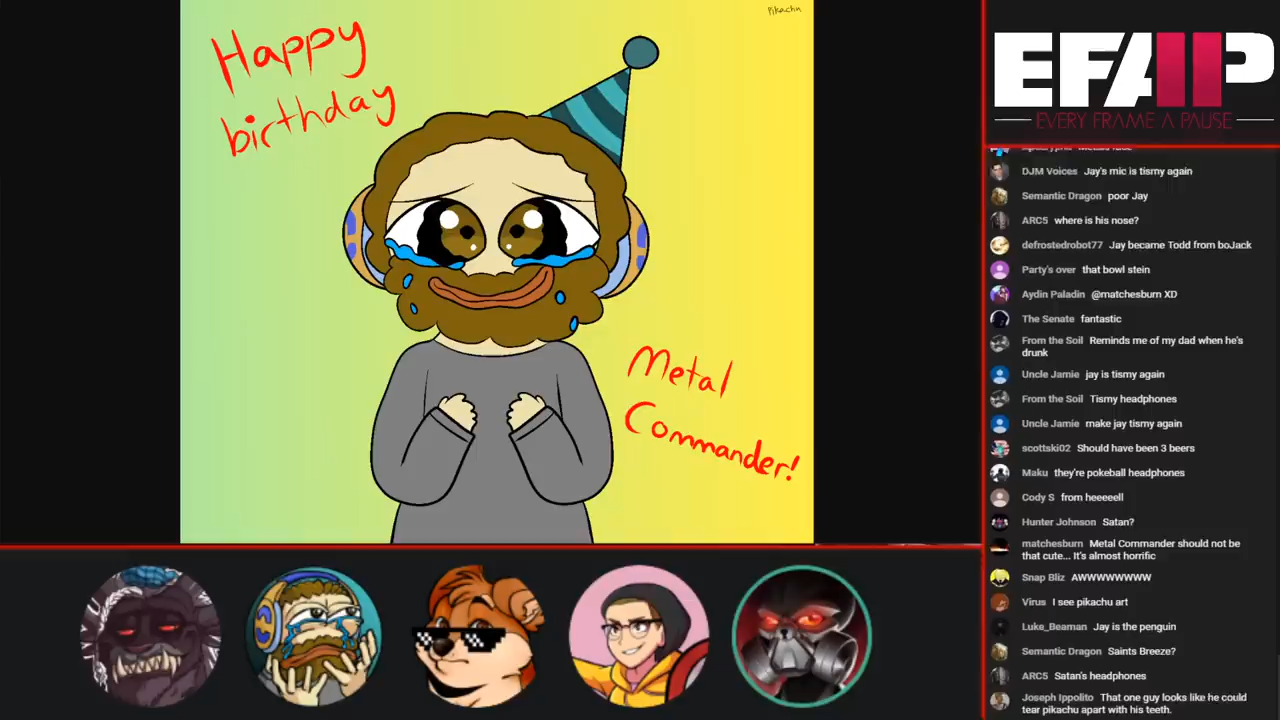 Pikachu
Happy
birthday
Metal
Commander!
EFAP
EVERY FRAME A PAUSE
DJM Voices Jay's mic is tismy again
Semantic Dragon poor Jay
ARC5 where is his nose?
defrostedrobot77 Jay became Todd from boJack
Party's over that bowl stein
Aydin Paladin @matchesburn XD
The Senate fantastic
From the Soil Reminds me of my dad when he's
drunk
Uncle Jamie jay is tismy again
From the Soil Tismy headphones
Uncle Jamie make jay tismy again
scottski02 Should have been 3 beers
Maku they're pokeball headphones
Cody S from heeeeell
Hunter Johnson Satan?
matchesburn Metal Commander should not be
that cute... It's almost horrific
Snap Bliz AWWWWWWWW
Virus I see pikachu art
Luke_Beaman Jay is the penguin
Semantic Dragon Saints Breeze?
ARC5 Satan's headphones
Joseph Ippolito That one guy looks like he could
tear pikachu apart with his teeth.